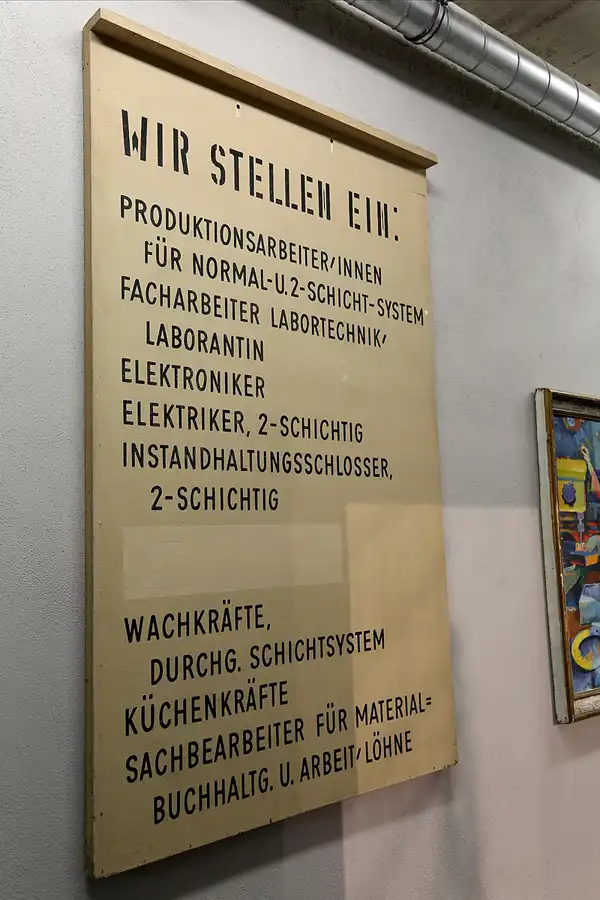 WIR STELLEN EIN:
PRODUKTIONSARBEITER/INNEN
FÜR NORMAL-U.2-SCHICHT-SYSTEM
FACHARBEITER LABORTECHNIK/
LABORANTIN
ELEKTRONIKER
ELEKTRIKER, 2-SCHICHTIG
INSTANDHALTUNGSSCHLOSSER,
2-SCHICHTIG
WACHKRÄFTE,
DURCHG. SCHICHTSYSTEM
KÜCHENKRÄFTE
SACHBEARBEITER FÜR MATERIAL=
BUCHHALTG. U. ARBEIT/LÖHNE